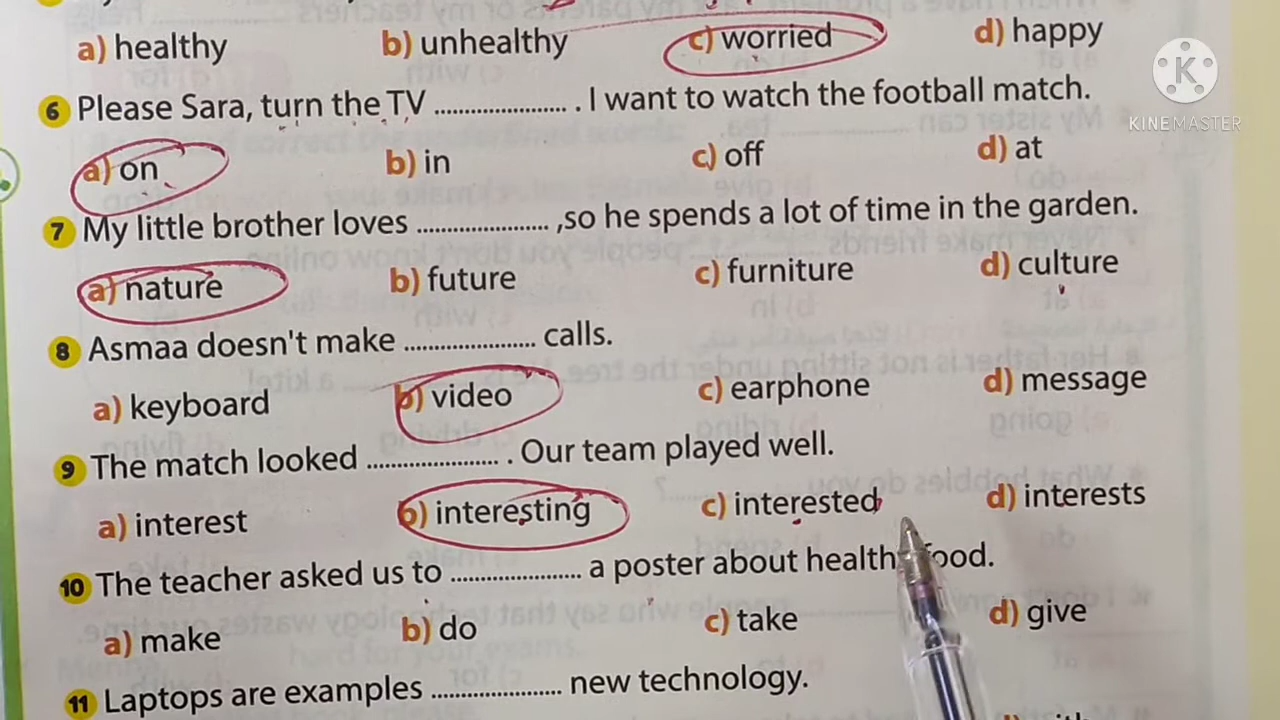 a) healthy b) unhealthy c) worried d) happy
K
KINEMASTER
6 Please Sara, turn the TV ...................... . I want to watch the football match.
a) on b) in c) off d) at
7 My little brother loves ...................... ,so he spends a lot of time in the garden.
a) nature b) future c) furniture d) culture
8 Asmaa doesn't make ...................... calls.
a) keyboard b) video c) earphone d) message
9 The match looked ...................... . Our team played well.
a) interest b) interesting c) interested d) interests
10 The teacher asked us to ...................... a poster about healthy food.
a) make b) do c) take d) give
11 Laptops are examples ...................... new technology.